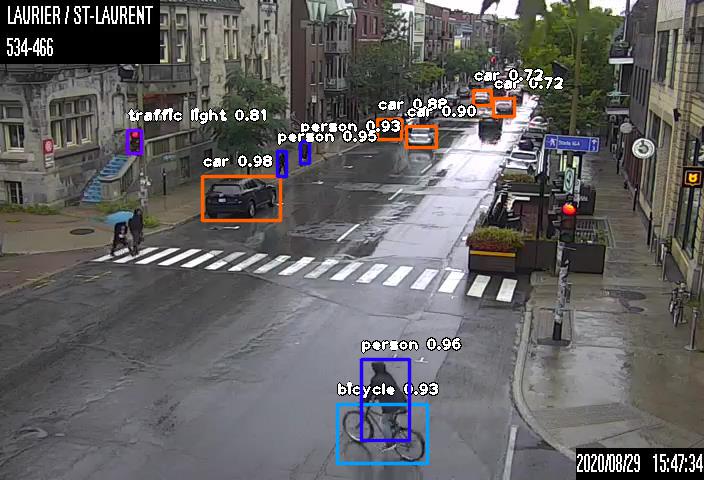 LAURIER / ST-LAURENT
534-466
car 0.72
car 0.72
car 0.88
car 0.90
traffic light 0.81
person 0.93
person 0.95
car 0.98
person 0.96
bicycle 0.93
2020/08/29 15:47:34